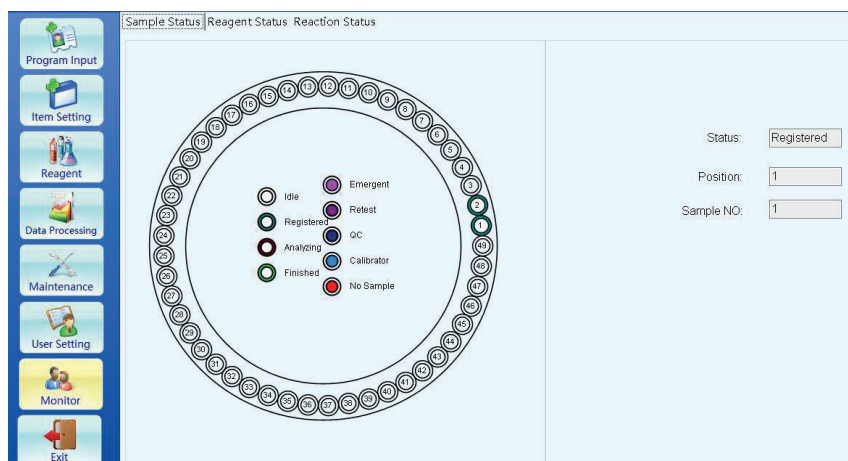 Sample Status Reagent Status Reaction Status
Program Input
Item Setting
Reagent
Data Processing
Maintenance
User Setting
Monitor
Exit
1
2
3
4
5
6
7
8
9
10
11
12
13
14
15
16
17
18
19
20
21
22
23
24
25
26
27
28
29
30
31
32
33
34
35
36
37
38
39
40
41
42
43
44
45
46
47
48
49
Idle
Registered
Analyzing
Finished
Emergent
Retest
QC
Calibrator
No Sample
Status: Registered
Position: 1
Sample NO: 1